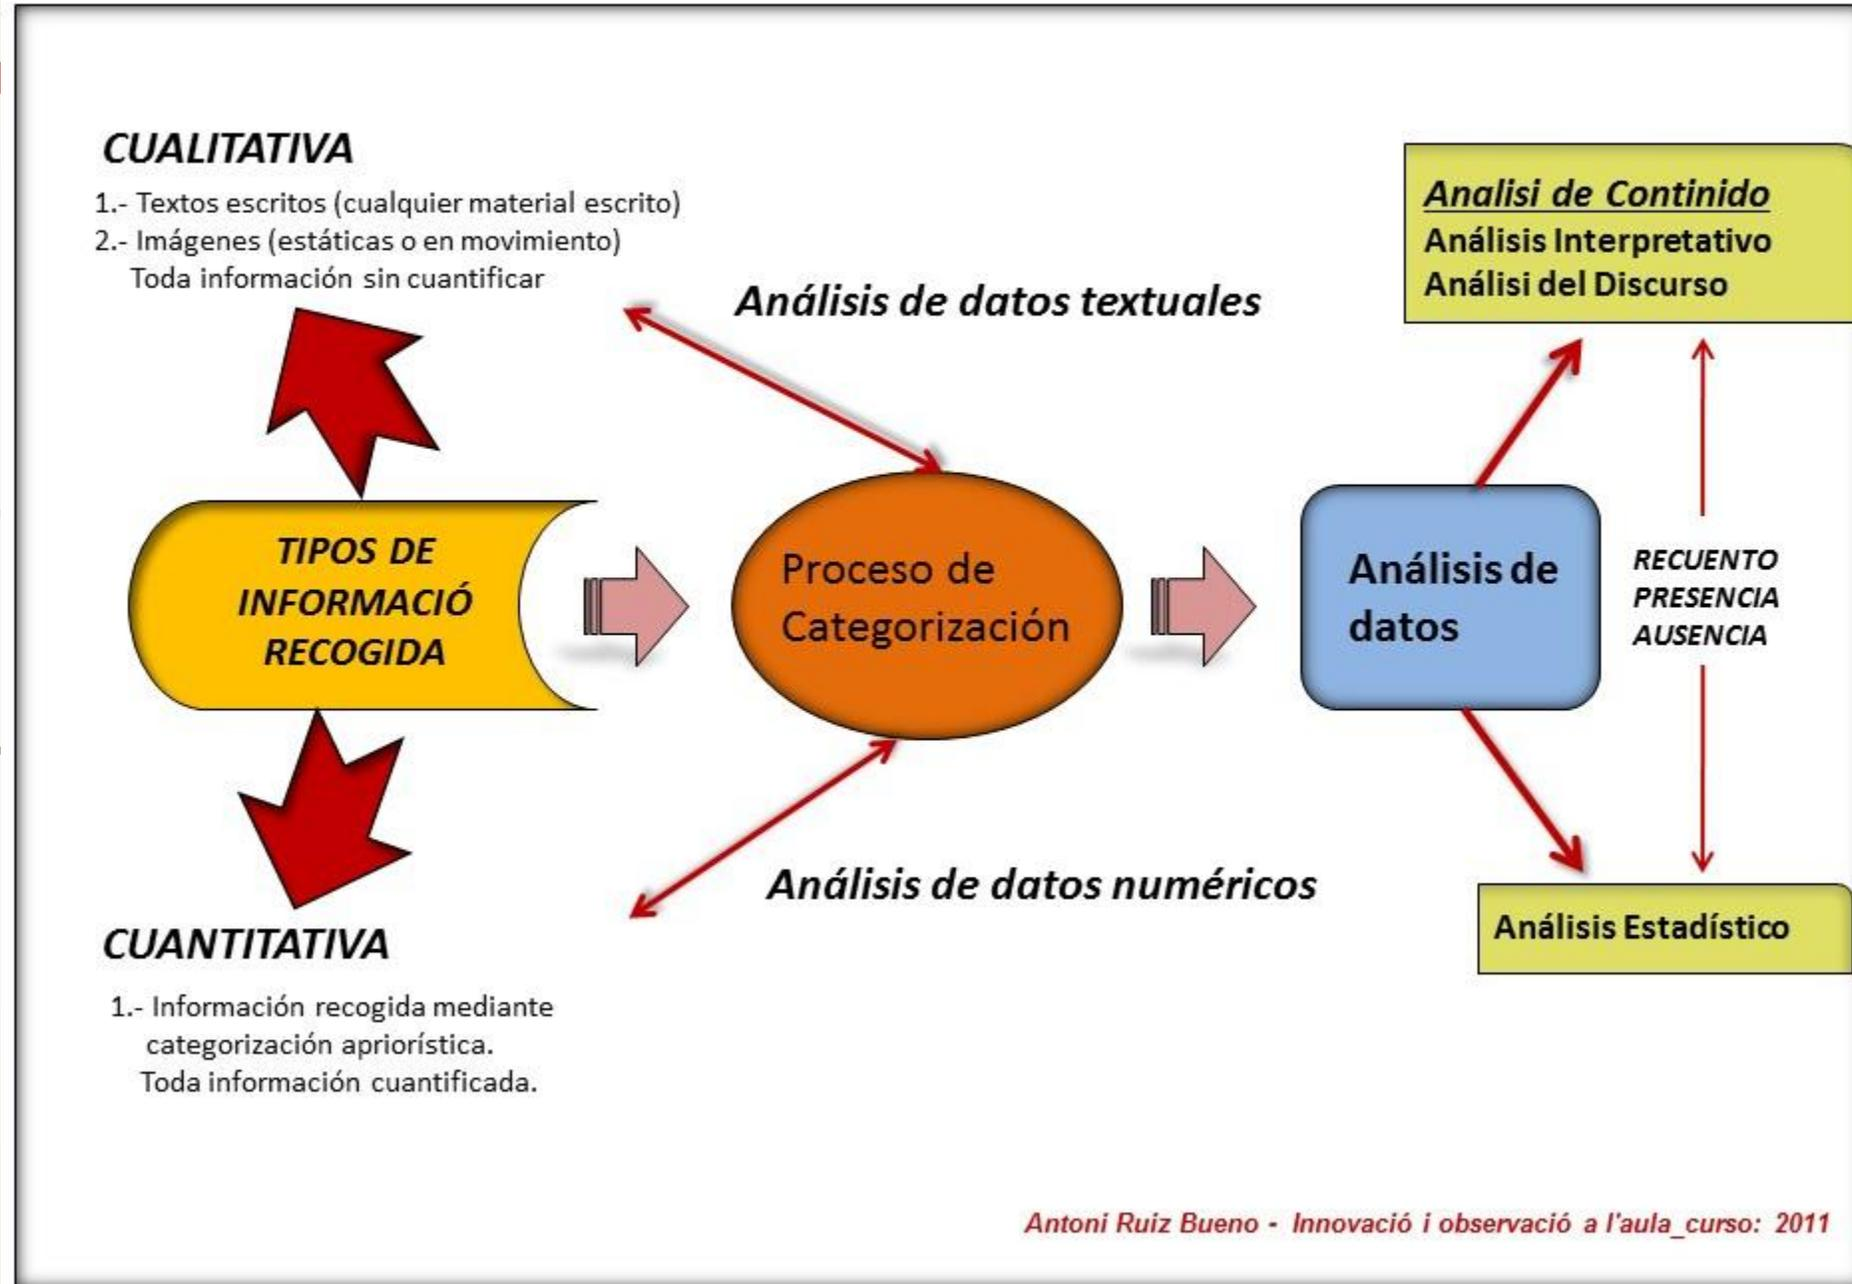 CUALITATIVA
1.- Textos escritos (cualquier material escrito)
2.- Imágenes (estáticas o en movimiento)
Toda información sin cuantificar
Análisis de datos textuales
Analisi de Continido
Análisis Interpretativo
Análisi del Discurso
TIPOS DE
INFORMACIÓ
RECOGIDA
Proceso de
Categorización
Análisis de
datos
RECUENTO
PRESENCIA
AUSENCIA
Análisis de datos numéricos
Análisis Estadístico
CUANTITATIVA
1.- Información recogida mediante
categorización apriorística.
Toda información cuantificada.
Antoni Ruiz Bueno - Innovació i observació a l'aula_curso: 2011